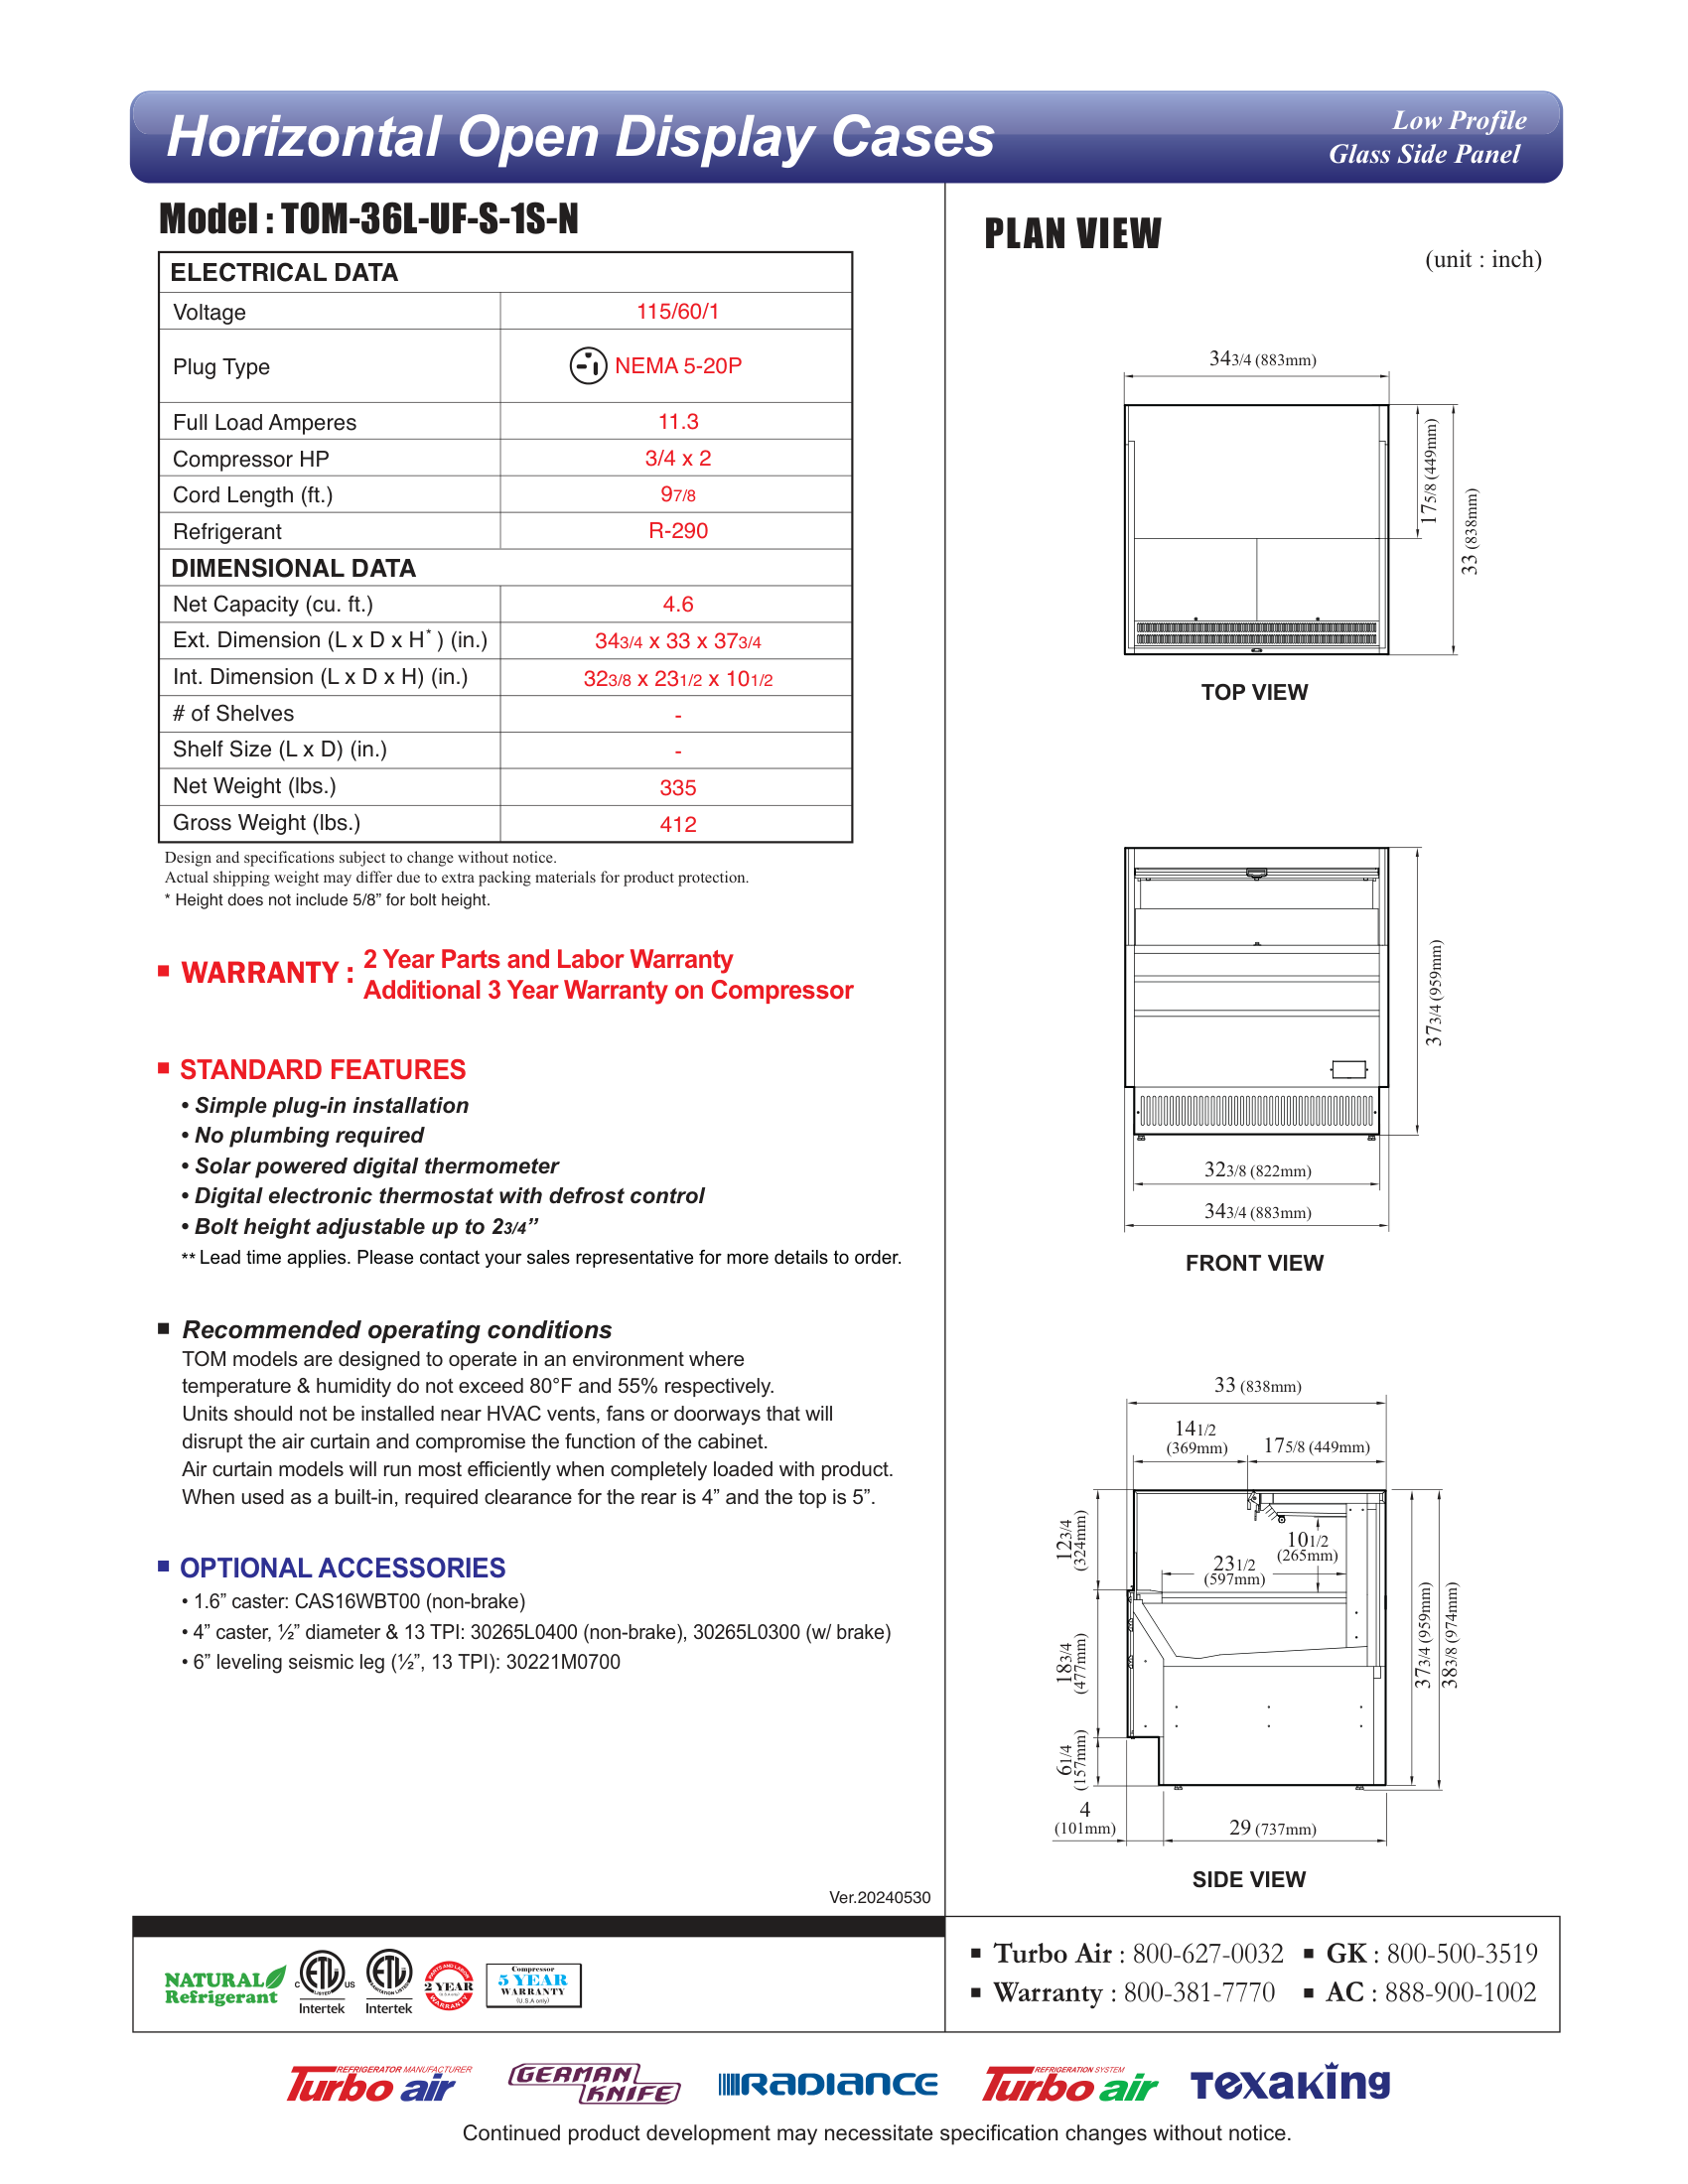 Horizontal Open Display Cases
Low Profile
Glass Side Panel
Model : TOM-36L-UF-S-1S-N
ELECTRICAL DATA
Voltage 115/60/1
Plug Type NEMA 5-20P
Full Load Amperes 11.3
Compressor HP 3/4 x 2
Cord Length (ft.) 97/8
Refrigerant R-290
DIMENSIONAL DATA
Net Capacity (cu. ft.) 4.6
Ext. Dimension (L x D x H* ) (in.) 343/4 x 33 x 373/4
Int. Dimension (L x D x H) (in.) 323/8 x 231/2 x 101/2
# of Shelves -
Shelf Size (L x D) (in.) -
Net Weight (lbs.) 335
Gross Weight (lbs.) 412
Design and specifications subject to change without notice.
Actual shipping weight may differ due to extra packing materials for product protection.
* Height does not include 5/8” for bolt height.
■ WARRANTY : 2 Year Parts and Labor Warranty
Additional 3 Year Warranty on Compressor
■ STANDARD FEATURES
• Simple plug-in installation
• No plumbing required
• Solar powered digital thermometer
• Digital electronic thermostat with defrost control
• Bolt height adjustable up to 23/4”
** Lead time applies. Please contact your sales representative for more details to order.
■ Recommended operating conditions
TOM models are designed to operate in an environment where
temperature & humidity do not exceed 80°F and 55% respectively.
Units should not be installed near HVAC vents, fans or doorways that will
disrupt the air curtain and compromise the function of the cabinet.
Air curtain models will run most efficiently when completely loaded with product.
When used as a built-in, required clearance for the rear is 4” and the top is 5”.
■ OPTIONAL ACCESSORIES
• 1.6” caster: CAS16WBT00 (non-brake)
• 4” caster, ½” diameter & 13 TPI: 30265L0400 (non-brake), 30265L0300 (w/ brake)
• 6” leveling seismic leg (½”, 13 TPI): 30221M0700
Ver.20240530
PLAN VIEW
(unit : inch)
343/4 (883mm)
175/8 (449mm)
33 (838mm)
TOP VIEW
373/4 (959mm)
323/8 (822mm)
343/4 (883mm)
FRONT VIEW
33 (838mm)
141/2
(369mm)
175/8 (449mm)
123/4
(324mm)
101/2
(265mm)
231/2
(597mm)
183/4
(477mm)
373/4 (959mm)
383/8 (974mm)
61/4
(157mm)
4
(101mm)
29 (737mm)
SIDE VIEW
NATURAL
Refrigerant
C ETL US
LISTED
Intertek
ETL
Intertek
PARTS AND LABOR
2 YEAR
WARRANTY
Compressor
5 YEAR
WARRANTY
(U.S.A only)
■ Turbo Air : 800-627-0032 ■ GK : 800-500-3519
■ Warranty : 800-381-7770 ■ AC : 888-900-1002
REFRIGERATOR MANUFACTURER
Turbo air
GERMAN
KNIFE
RADIANCE
REFRIGERATION SYSTEM
Turbo air
Texaking
Continued product development may necessitate specification changes without notice.